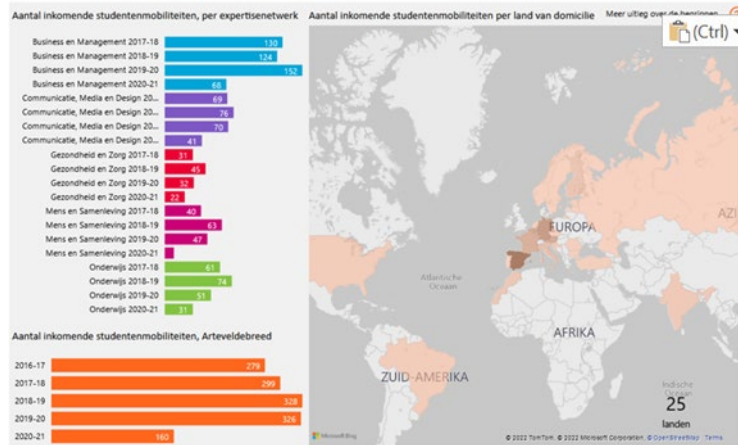 Aantal inkomende studentenmobiliteiten, per expertisenetwerk
Business en Management 2017-18 130
Business en Management 2018-19 124
Business en Management 2019-20 152
Business en Management 2020-21 68
Communicatie, Media en Design 20... 69
Communicatie, Media en Design 20... 76
Communicatie, Media en Design 20... 70
Communicatie, Media en Design 20... 41
Gezondheid en Zorg 2017-18 31
Gezondheid en Zorg 2018-19 45
Gezondheid en Zorg 2019-20 32
Gezondheid en Zorg 2020-21 22
Mens en Samenleving 2017-18 40
Mens en Samenleving 2018-19 63
Mens en Samenleving 2019-20 47
Mens en Samenleving 2020-21
Onderwijs 2017-18 61
Onderwijs 2018-19 74
Onderwijs 2019-20 51
Onderwijs 2020-21 31
Aantal inkomende studentenmobiliteiten, Arteveldebreed
2016-17 279
2017-18 299
2018-19 328
2019-20 326
2020-21 160
Aantal inkomende studentenmobiliteiten per land van domicilie
Meer uitleg over de
(Ctrl)
EUROPA
AZI
Atlantische
Oceaan
AFRIKA
ZUID-AMERIKA
Indische
Oceaan
25
landen
Microsoft Bing
© 2022 TomTom, © 2022 Microsoft Corporation, © OpenStreetMap Terms